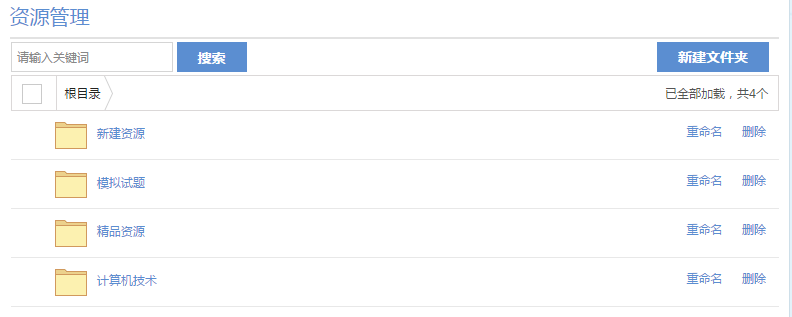 资源管理
请输入关键词 搜索 新建文件夹
根目录 已全部加载，共4个
新建资源 重命名 删除
模拟试题 重命名 删除
精品资源 重命名 删除
计算机技术 重命名 删除